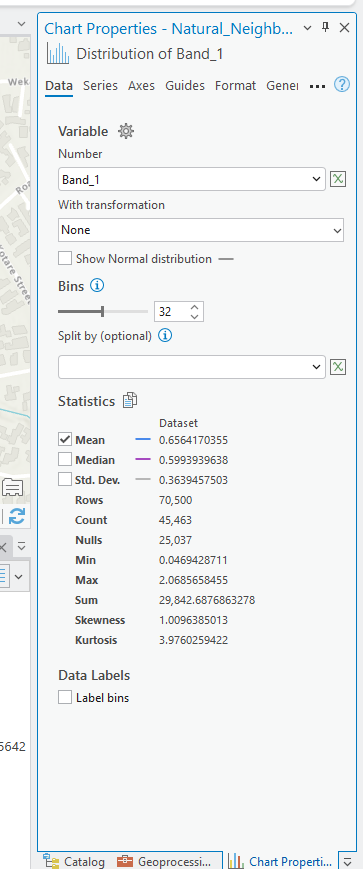 Chart Properties - Natural_Neighb...
Distribution of Band_1
Wek
Data Series Axes Guides Format Gener ...
Variable
Number
Band_1
With transformation
None
Show Normal distribution
Kotare Street
Bins
32
Split by (optional)
Statistics
Dataset
Mean 0.6564170355
Median 0.5993939638
Std. Dev. 0.3639457503
Rows 70,500
Count 45,463
Nulls 25,037
Min 0.0469428711
Max 2.0685658455
Sum 29,842.6876863278
Skewness 1.0096385013
Kurtosis 3.9760259422
Data Labels
Label bins
5642
Catalog Geoprocessi... Chart Properti...